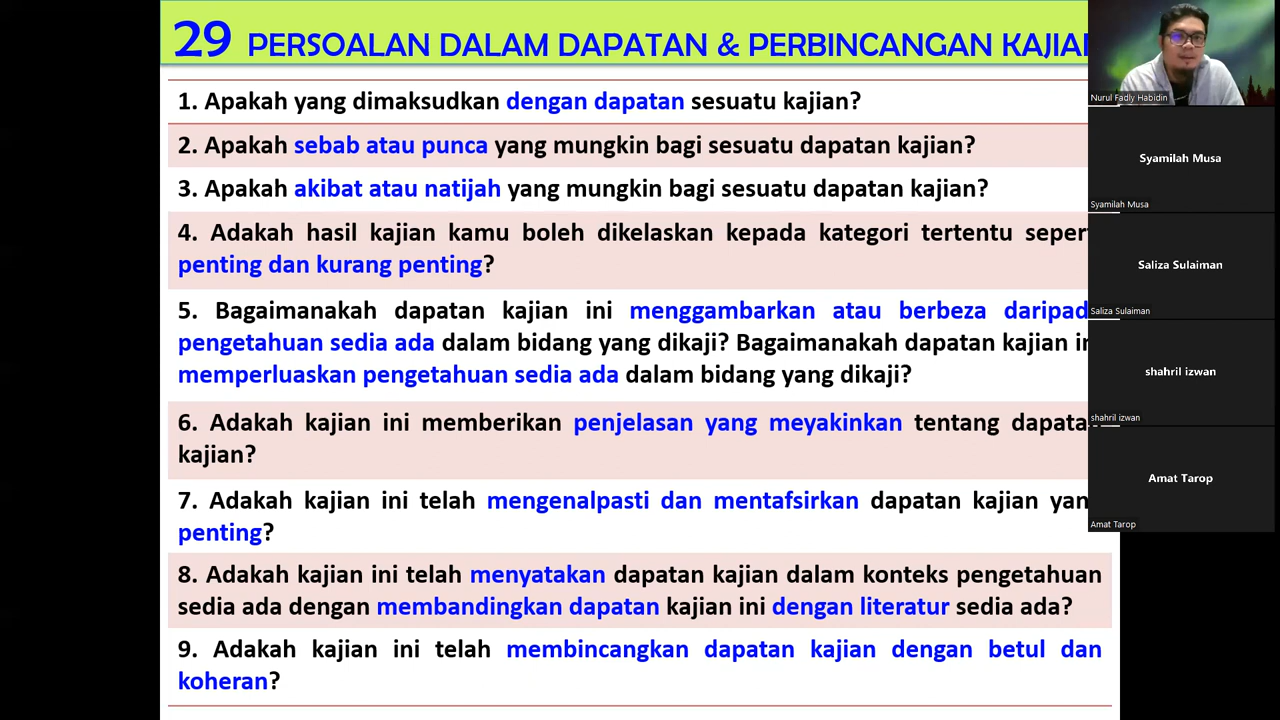 29 PERSOALAN DALAM DAPATAN & PERBINCANGAN KAJIAN
1. Apakah yang dimaksudkan dengan dapatan sesuatu kajian?
2. Apakah sebab atau punca yang mungkin bagi sesuatu dapatan kajian?
3. Apakah akibat atau natijah yang mungkin bagi sesuatu dapatan kajian?
4. Adakah hasil kajian kamu boleh dikelaskan kepada kategori tertentu seper
penting dan kurang penting?
5. Bagaimanakah dapatan kajian ini menggambarkan atau berbeza daripad
pengetahuan sedia ada dalam bidang yang dikaji? Bagaimanakah dapatan kajian in
memperluaskan pengetahuan sedia ada dalam bidang yang dikaji?
6. Adakah kajian ini memberikan penjelasan yang meyakinkan tentang dapata
kajian?
7. Adakah kajian ini telah mengenalpasti dan mentafsirkan dapatan kajian yan
penting?
8. Adakah kajian ini telah menyatakan dapatan kajian dalam konteks pengetahuan
sedia ada dengan membandingkan dapatan kajian ini dengan literatur sedia ada?
9. Adakah kajian ini telah membincangkan dapatan kajian dengan betul dan
koheran?
Nurul Fadly Habidin
Syamilah Musa
Syamilah Musa
Saliza Sulaiman
Saliza Sulaiman
shahril izwan
shahril izwan
Amat Tarop
Amat Tarop